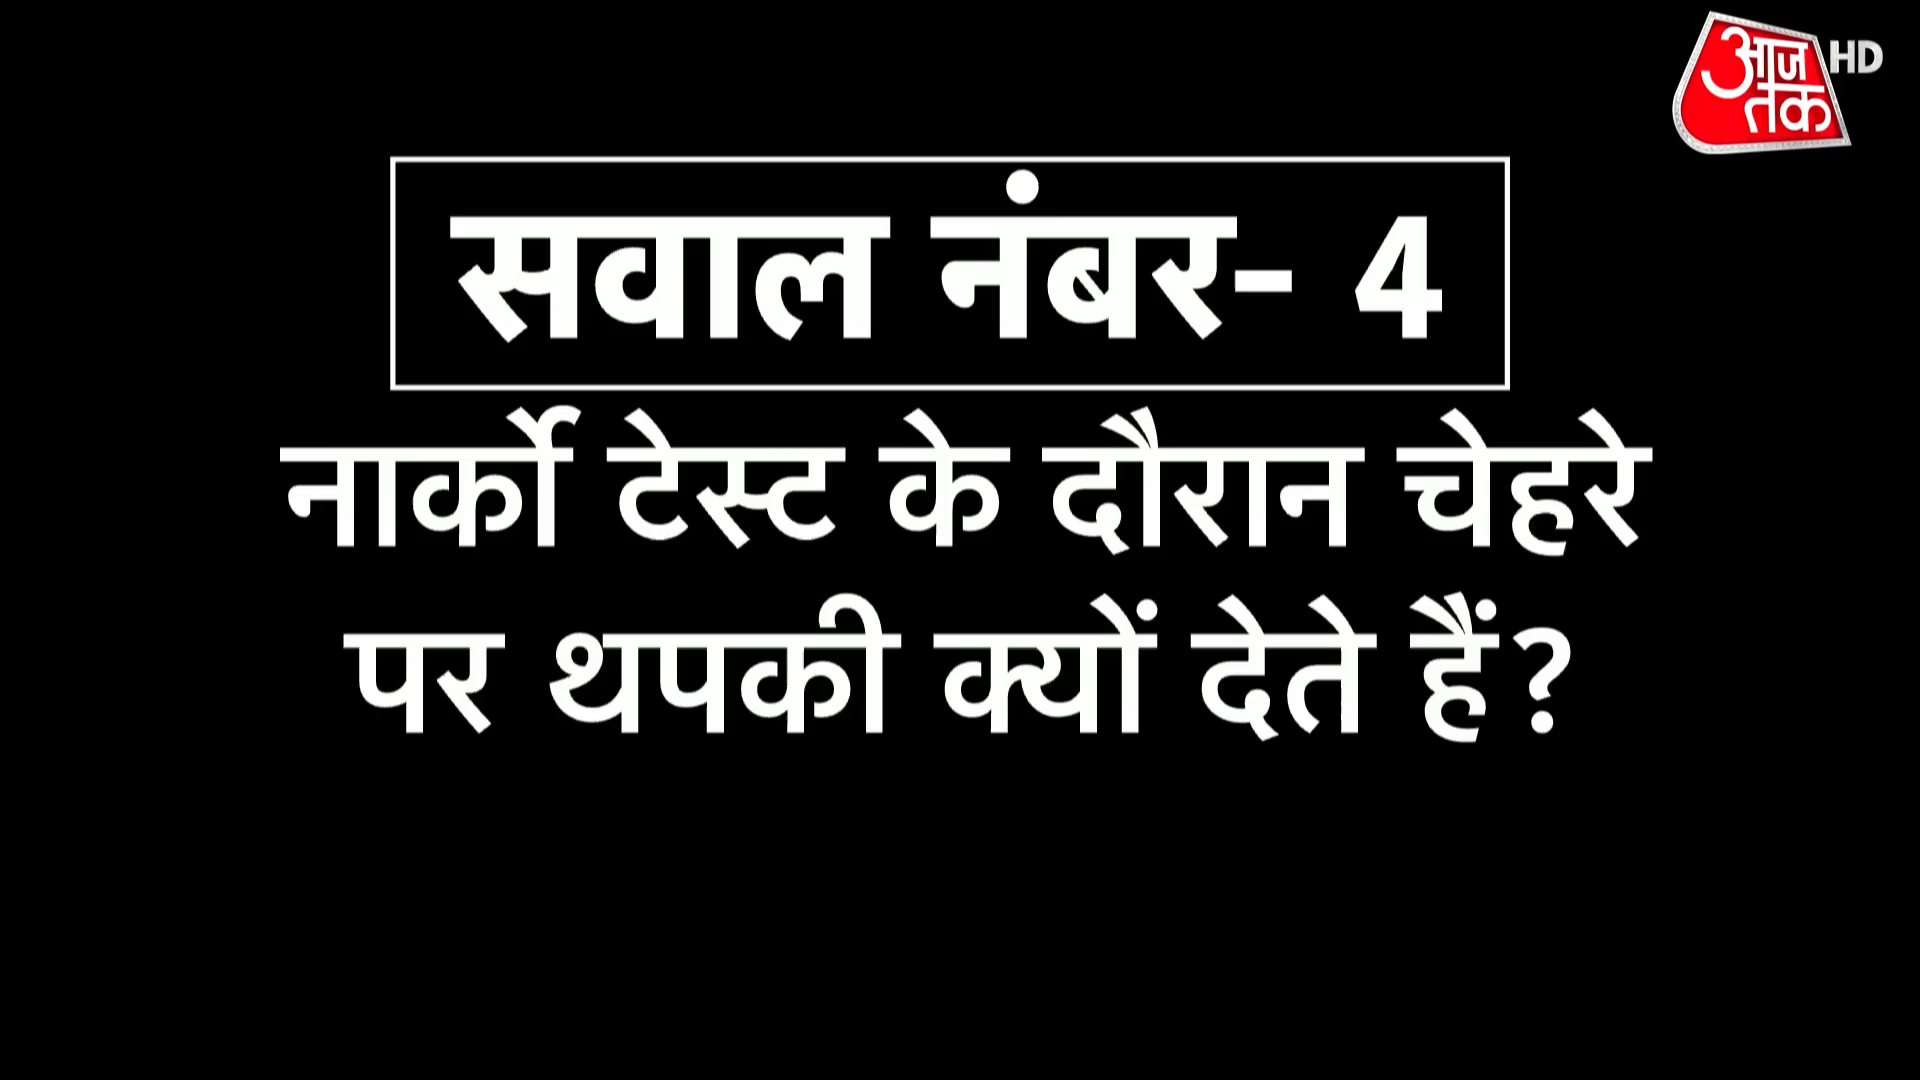 आज तक HD
सवाल नंबर- 4
नार्को टेस्ट के दौरान चेहरे
पर थपकी क्यों देते हैं?